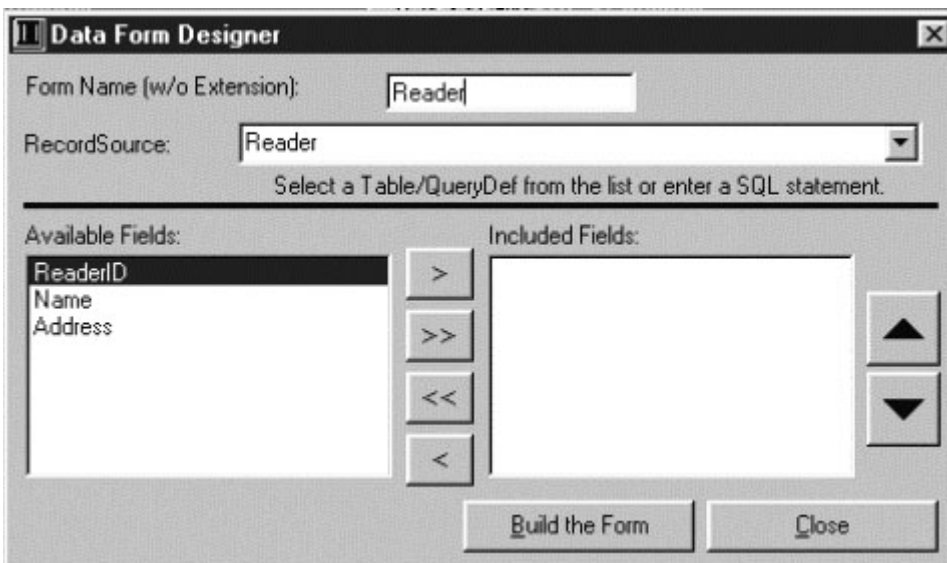 Data Form Designer
Form Name (w/o Extension):
Reader
RecordSource:
Reader
Select a Table/QueryDef from the list or enter a SQL statement.
Available Fields:
Included Fields:
ReaderID
Name
Address
>
>>
<<
<
Build the Form
Close